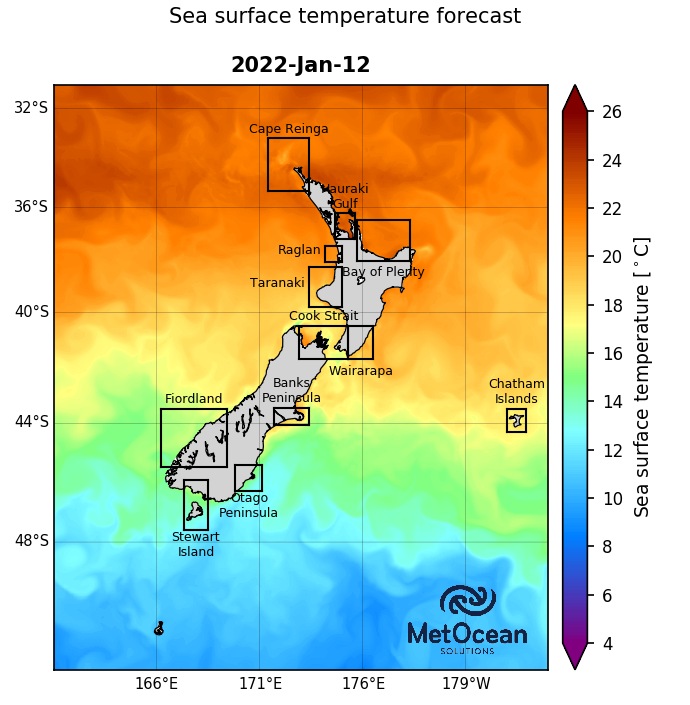 Sea surface temperature forecast
2022-Jan-12
32°S
36°S
40°S
44°S
48°S
Cape Reinga
Hauraki
Gulf
Raglan
Bay of Plenty
Taranaki
Cook Strait
Wairarapa
Banks
Peninsula
Fiordland
Chatham
Islands
Otago
Peninsula
Stewart
Island
MetOcean
SOLUTIONS
166°E
171°E
176°E
179°W
26
24
22
20
18
16
14
12
10
8
6
4
Sea surface temperature [°C]